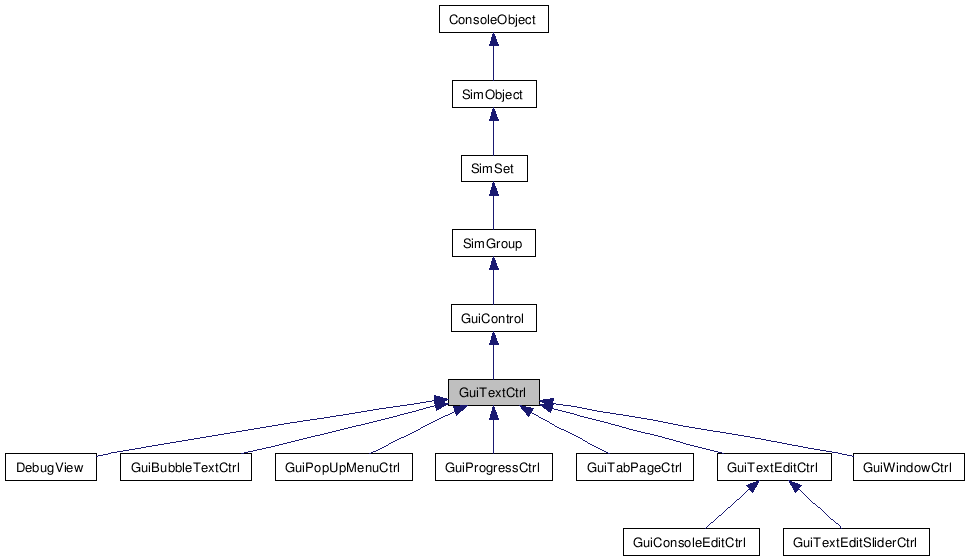 ConsoleObject
SimObject
SimSet
SimGroup
GuiControl
GuiTextCtrl
DebugView
GuiBubbleTextCtrl
GuiPopUpMenuCtrl
GuiProgressCtrl
GuiTabPageCtrl
GuiTextEditCtrl
GuiWindowCtrl
GuiConsoleEditCtrl
GuiTextEditSliderCtrl